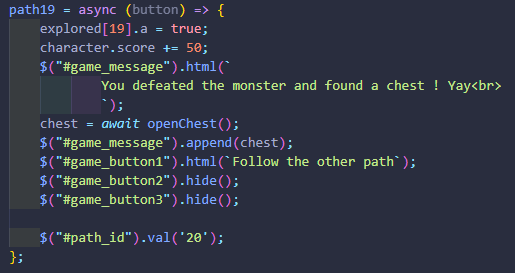 path19 = async (button) => {
explored[19].a = true;
character.score += 50;
$("#game_message").html(`
You defeated the monster and found a chest ! Yay<br>
`);
chest = await openChest();
$("#game_message").append(chest);
$("#game_button1").html(`Follow the other path`);
$("#game_button2").hide();
$("#game_button3").hide();
$("#path_id").val('20');
};